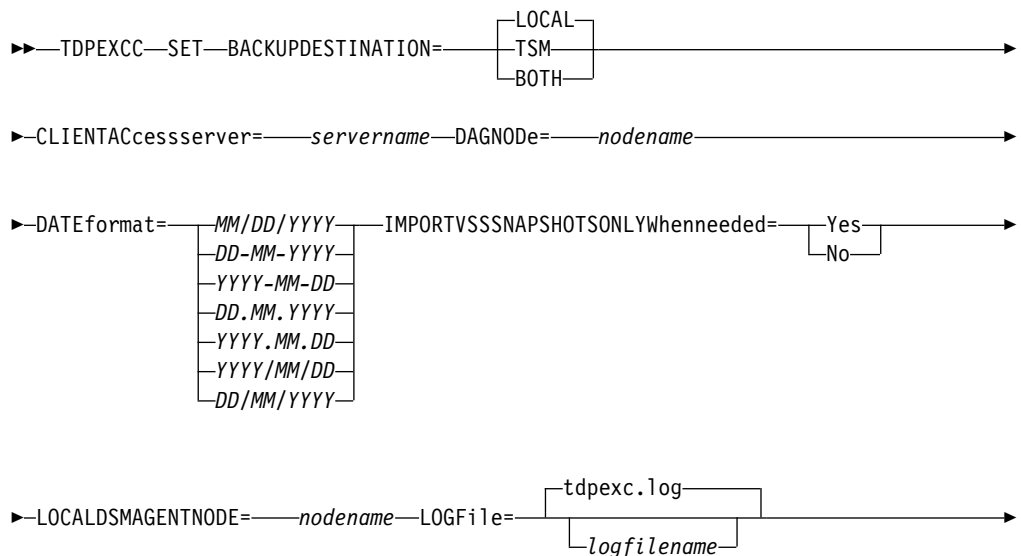 LOCAL
TDPEXCC SET BACKUPDESTINATION= TSM
BOTH
CLIENTACcessserver= servername DAGNODe= nodename
DATEformat= MM/DD/YYYY IMPORTVSSSNAPSHOTSONLYWhenneeded= Yes
DD-MM-YYYY No
YYYY-MM-DD
DD.MM.YYYY
YYYY.MM.DD
YYYY/MM/DD
DD/MM/YYYY
tdpexc.log
LOCALDSMAGENTNODE= nodename LOGFile=
logfilename